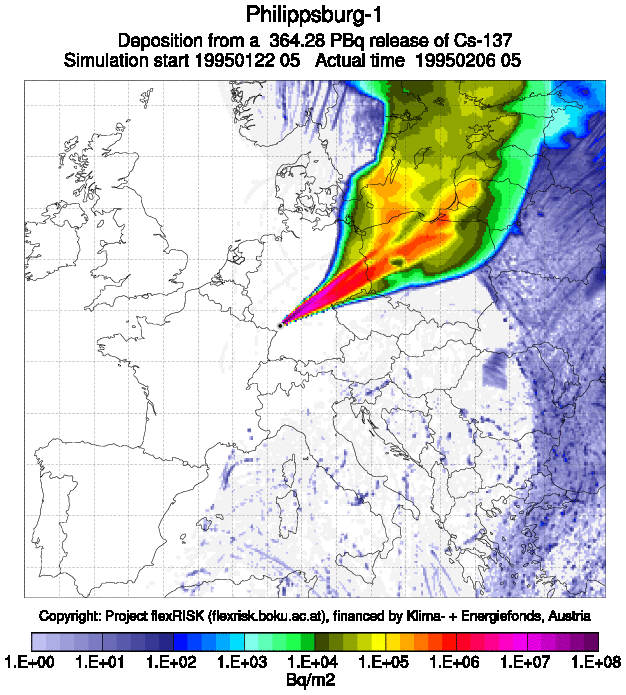 Philippsburg-1
Deposition from a 364.28 PBq release of Cs-137
Simulation start 19950122 05 Actual time 19950206 05
Copyright: Project flexRISK (flexrisk.boku.ac.at), financed by Klima- + Energiefonds, Austria
1.E+00 1.E+01 1.E+02 1.E+03 1.E+04 1.E+05 1.E+06 1.E+07 1.E+08
Bq/m2